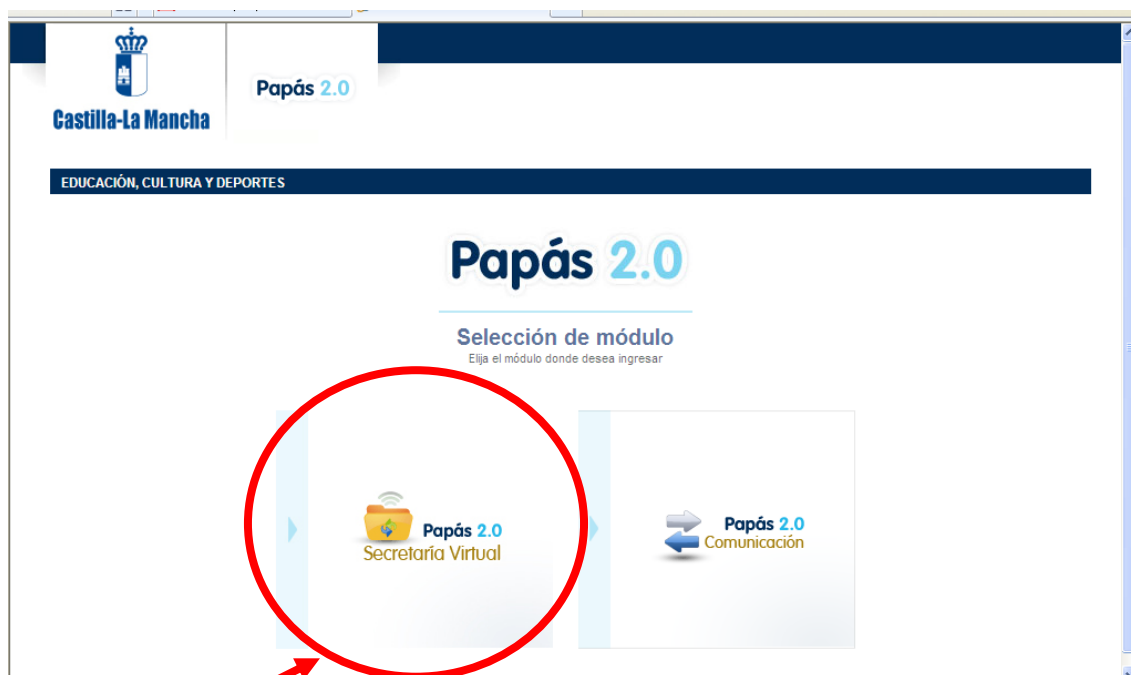 Castilla-La Mancha
Papás 2.0
EDUCACIÓN, CULTURA Y DEPORTES
Papás 2.0
Selección de módulo
Elija el módulo donde desea ingresar
Papás 2.0
Secretaría Virtual
Papás 2.0
Comunicación